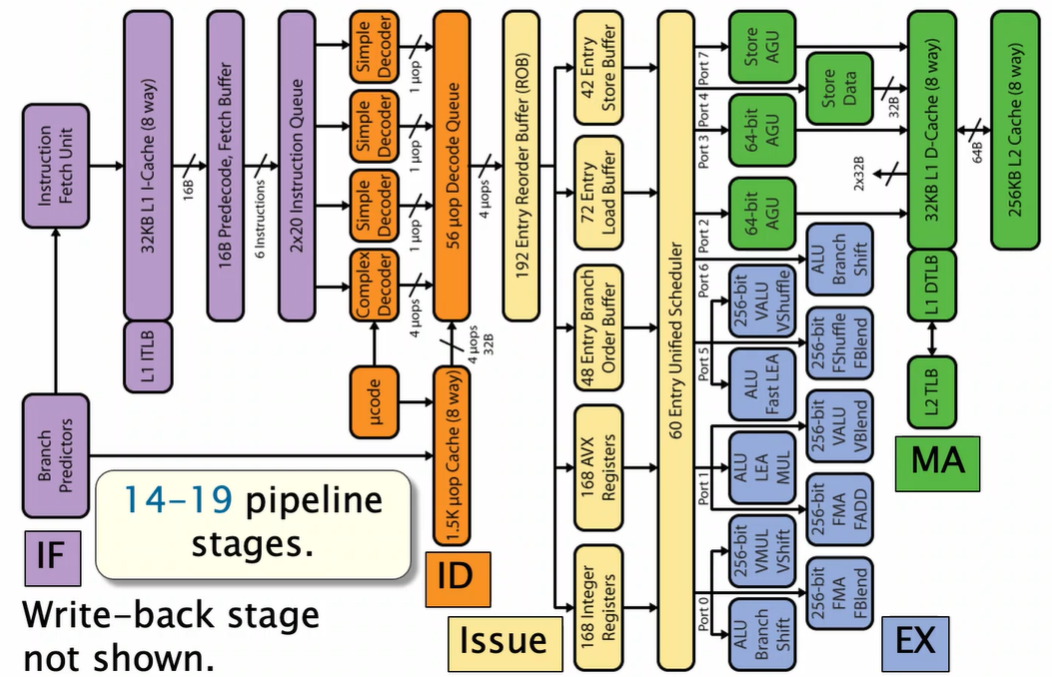 Instruction
Fetch Unit
Branch
Predictors
IF
32KB L1 I-Cache (8 way)
L1 ITLB
16B
16B Predecode, Fetch Buffer
6 Instructions
2x20 Instruction Queue
Simple
Decoder
Simple
Decoder
Simple
Decoder
Complex
Decoder
µcode
1 µop
1 µop
1 µop
4 µops
56 µop Decode Queue
4 µops
32B
1.5K µop Cache (8 way)
ID
4 µops
192 Entry Reorder Buffer (ROB)
42 Entry
Store Buffer
72 Entry
Load Buffer
48 Entry Branch
Order Buffer
168 AVX
Registers
168 Integer
Registers
Issue
60 Entry Unified Scheduler
Port 7
Port 4
Port 3
Port 2
Port 6
Port 5
Port 1
Port 0
Store
AGU
Store
Data
64-bit
AGU
64-bit
AGU
ALU
Branch
Shift
256-bit
VALU
VShuffle
256-bit
FShuffle
FBlend
ALU
Fast LEA
256-bit
VALU
VBlend
ALU
LEA
MUL
256-bit
FMA
FADD
256-bit
VMUL
VShift
256-bit
FMA
FBlend
ALU
Branch
Shift
EX
32B
2x32B
32KB L1 D-Cache (8 way)
64B
256KB L2 Cache (8 way)
L1 DTLB
L2 TLB
MA
14–19 pipeline
stages.
Write–back stage
not shown.